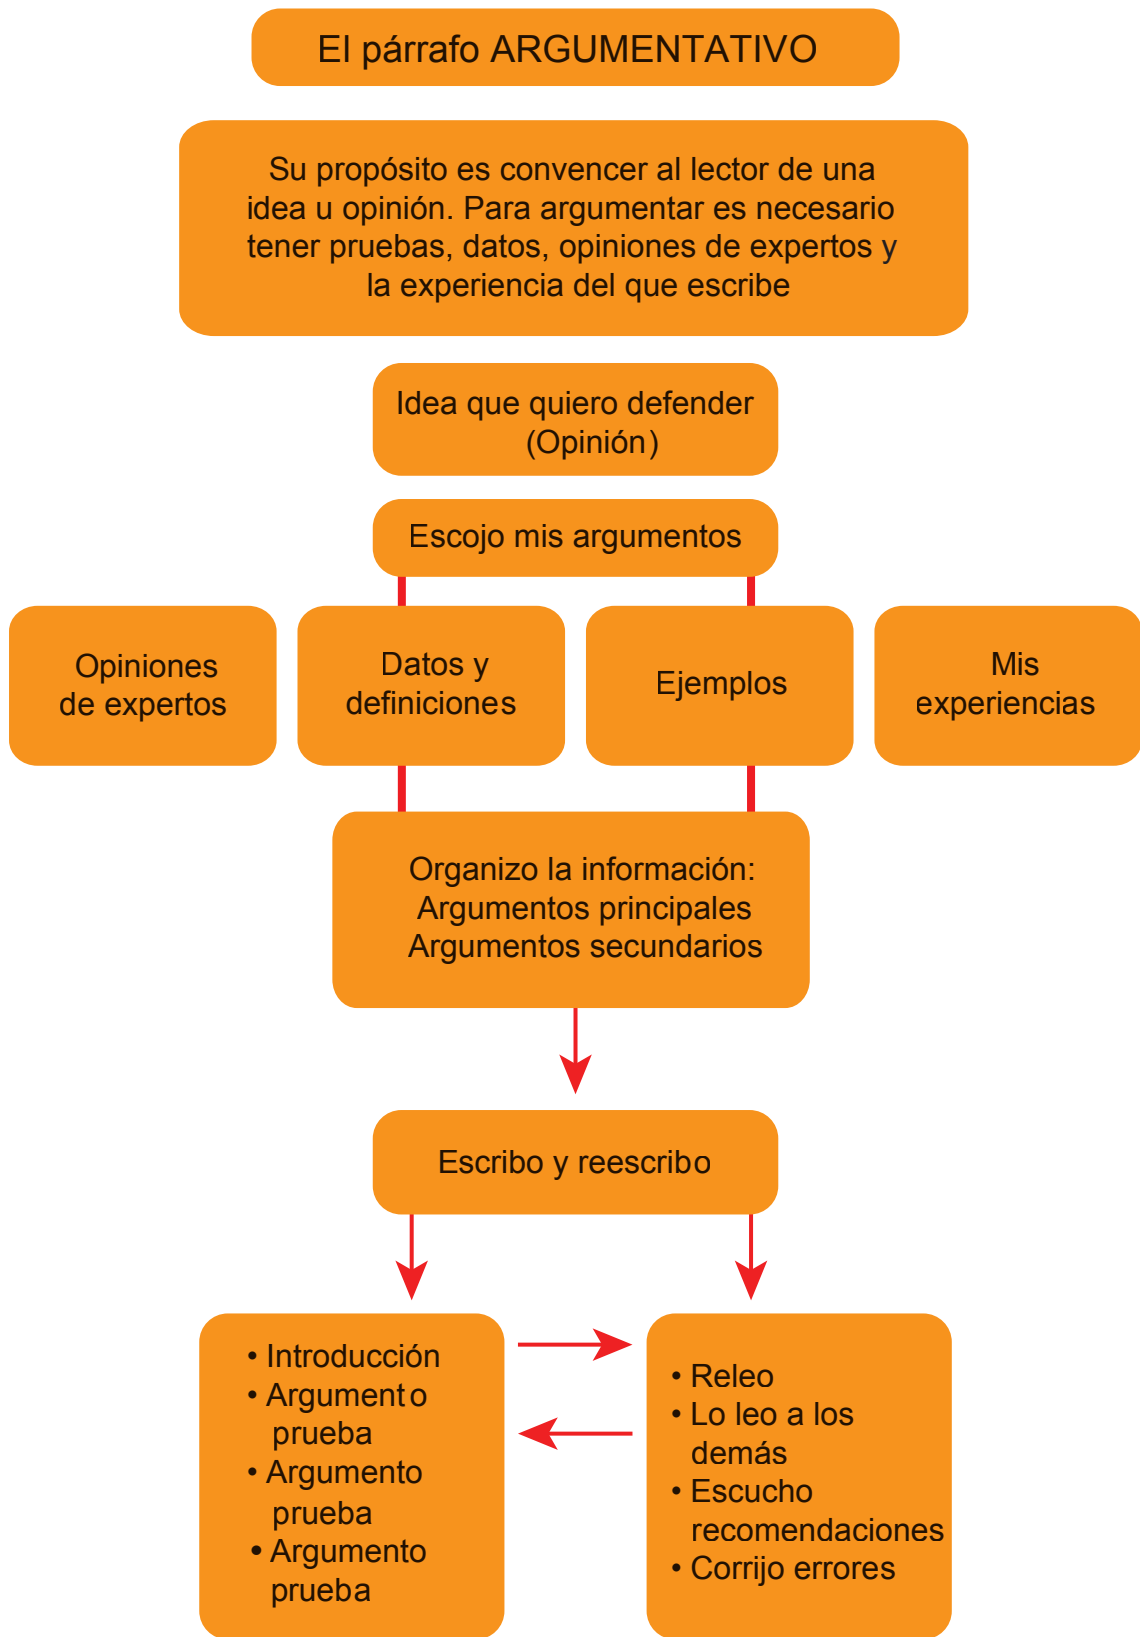 El párrafo ARGUMENTATIVO
Su propósito es convencer al lector de una
idea u opinión. Para argumentar es necesario
tener pruebas, datos, opiniones de expertos y
la experiencia del que escribe
Idea que quiero defender
(Opinión)
Escojo mis argumentos
Opiniones
de expertos
Datos y
definiciones
Ejemplos
Mis
experiencias
Organizo la información:
Argumentos principales
Argumentos secundarios
Escribo y reescribo
• Introducción
• Argumento
prueba
• Argumento
prueba
• Argumento
prueba
• Releo
• Lo leo a los
demás
• Escucho
recomendaciones
• Corrijo errores